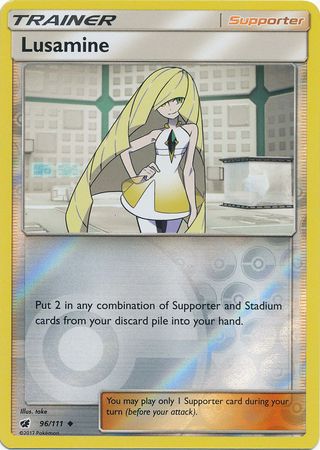 TRAINER Supporter
Lusamine
Put 2 in any combination of Supporter and Stadium
cards from your discard pile into your hand.
Illus. take
96/111 ◆
©2017 Pokémon
You may play only 1 Supporter card during your
turn (before your attack).